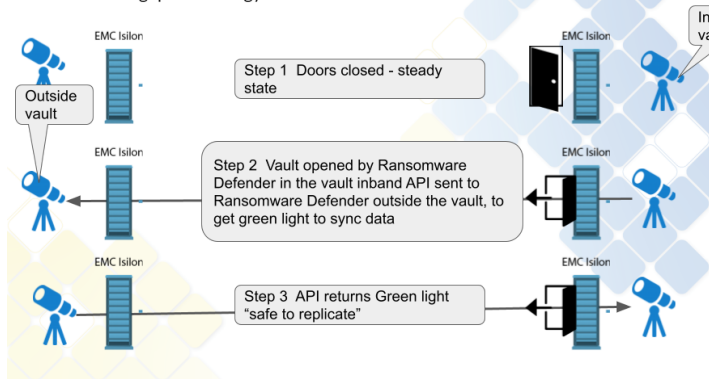 In
va
EMC Isilon
EMC Isilon
Step 1 Doors closed - steady
state
Outside
vault
EMC Isilon
EMC Isilon
Step 2 Vault opened by Ransomware
Defender in the vault inband API sent to
Ransomware Defender outside the vault, to
get green light to sync data
EMC Isilon
EMC Isilon
Step 3 API returns Green light
“safe to replicate”